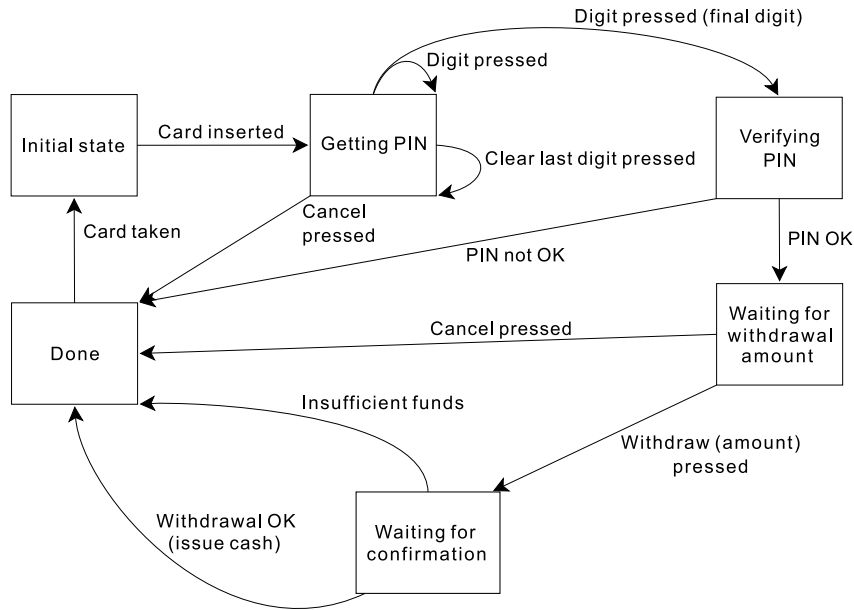 Digit pressed (final digit)
Digit pressed
Card inserted
Initial state
Getting PIN
Clear last digit pressed
Verifying
PIN
Cancel
pressed
Card taken
PIN not OK
PIN OK
Done
Cancel pressed
Waiting for
withdrawal
amount
Insufficient funds
Withdraw (amount)
pressed
Withdrawal OK
(issue cash)
Waiting for
confirmation